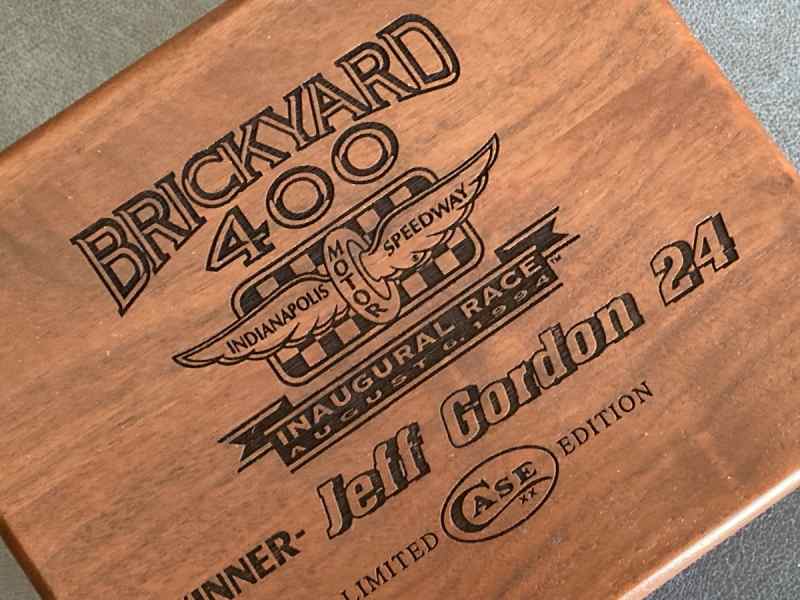 BRICKYARD
400
INDIANAPOLIS MOTOR SPEEDWAY
INAUGURAL RACE™
AUGUST 6, 1994
INNER- Jeff Gordon 24
LIMITED CASE XX EDITION